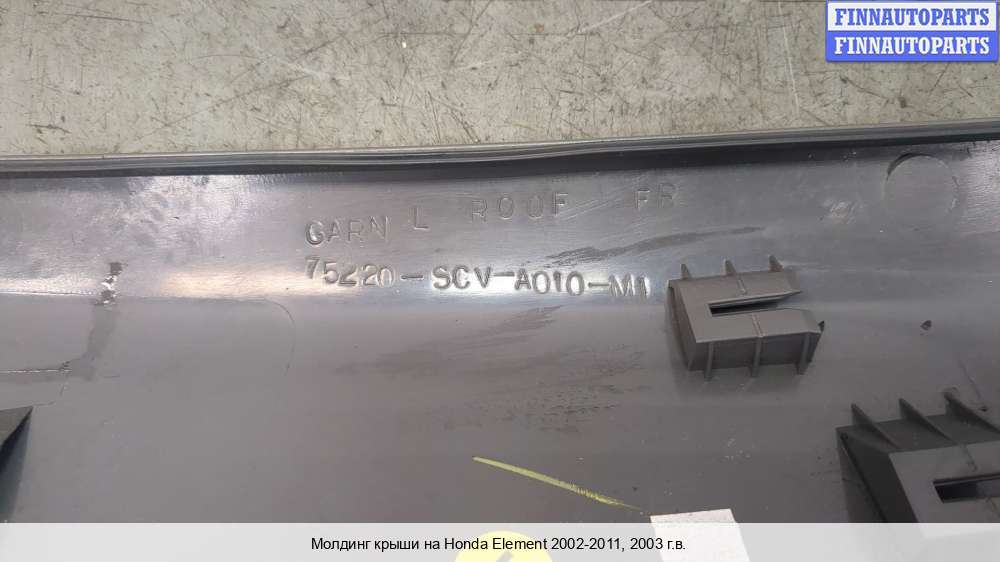 FINNAUTOPARTS
FINNAUTOPARTS
GARN L ROOF FR
75220-SCV-A010-M1
Молдинг крыши на Honda Element 2002-2011, 2003 г.в.